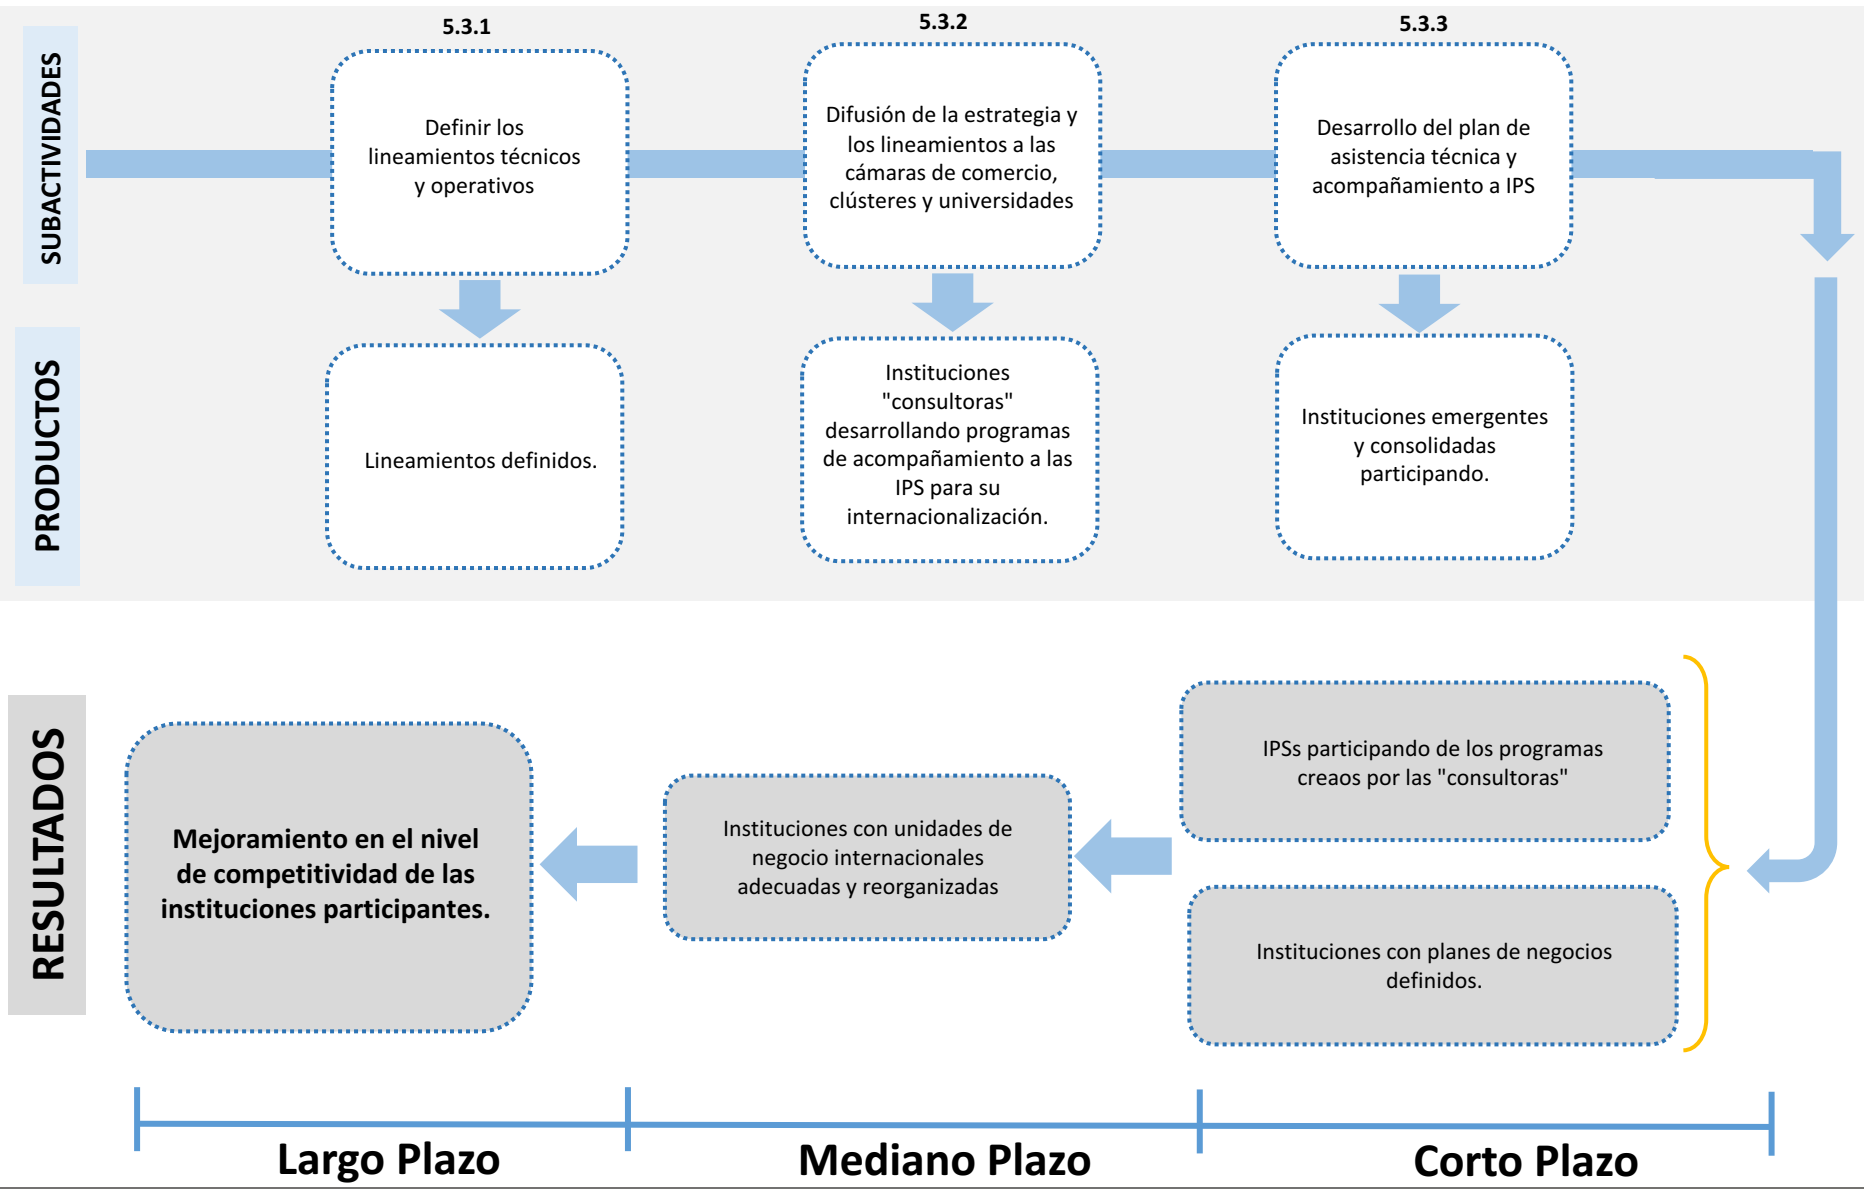 5.3.1
5.3.2
5.3.3
SUBACTIVIDADES
Definir los
lineamientos técnicos
y operativos
Difusión de la estrategia y
los lineamientos a las
cámaras de comercio,
clústeres y universidades
Desarrollo del plan de
asistencia técnica y
acompañamiento a IPS
PRODUCTOS
Lineamientos definidos.
Instituciones
"consultoras"
desarrollando programas
de acompañamiento a las
IPS para su
internacionalización.
Instituciones emergentes
y consolidadas
participando.
RESULTADOS
Mejoramiento en el nivel
de competitividad de las
instituciones participantes.
Instituciones con unidades de
negocio internacionales
adecuadas y reorganizadas
IPSs participando de los programas
creaos por las "consultoras"
Instituciones con planes de negocios
definidos.
Largo Plazo
Mediano Plazo
Corto Plazo